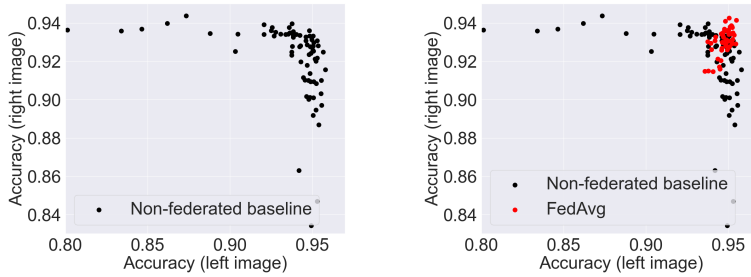 0.94
0.92
0.90
0.88
0.86
0.84
Accuracy (right image)
Non-federated baseline
0.80 0.85 0.90 0.95
Accuracy (left image)
0.94
0.92
0.90
0.88
0.86
0.84
Accuracy (right image)
Non-federated baseline
FedAvg
0.80 0.85 0.90 0.95
Accuracy (left image)